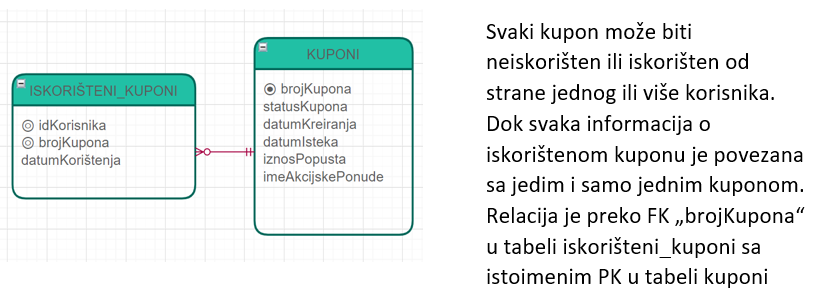 ISKORIŠTENI_KUPONI
idKorisnika
brojKupona
datumKorištenja
KUPONI
brojKupona
statusKupona
datumKreiranja
datumIsteka
iznosPopusta
imeAkcijskePonude
Svaki kupon može biti
neiskorišten ili iskorišten od
strane jednog ili više korisnika.
Dok svaka informacija o
iskorištenom kuponu je povezana
sa jedim i samo jednim kuponom.
Relacija je preko FK „brojKupona“
u tabeli iskorišteni_kuponi sa
istoimenim PK u tabeli kuponi